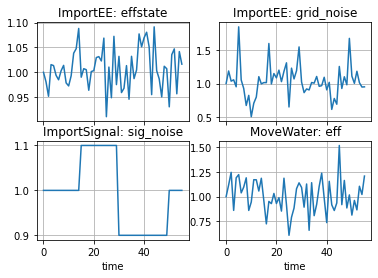 ImportEE: effstate
ImportEE: grid_noise
1.10
1.05
1.00
0.95
1.5
1.0
0.5
ImportSignal: sig_noise
MoveWater: eff
1.1
1.0
0.9
1.50
1.25
1.00
0.75
0 20 40
0 20 40
time
time